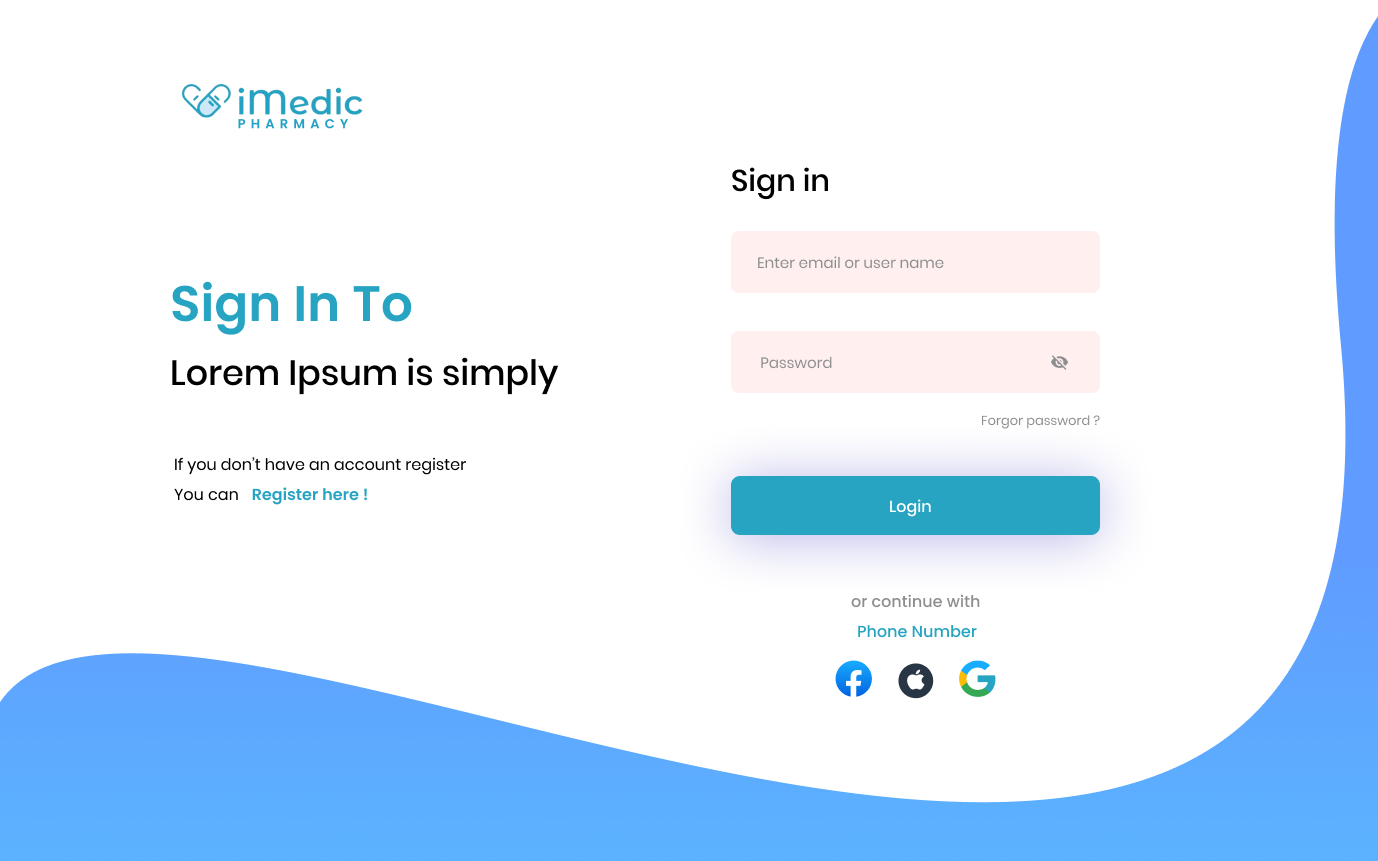 iMedic
PHARMACY
Sign In To
Lorem Ipsum is simply
If you don’t have an account register
You can Register here !
Sign in
Enter email or user name
Password
Forgor password ?
Login
or continue with
Phone Number